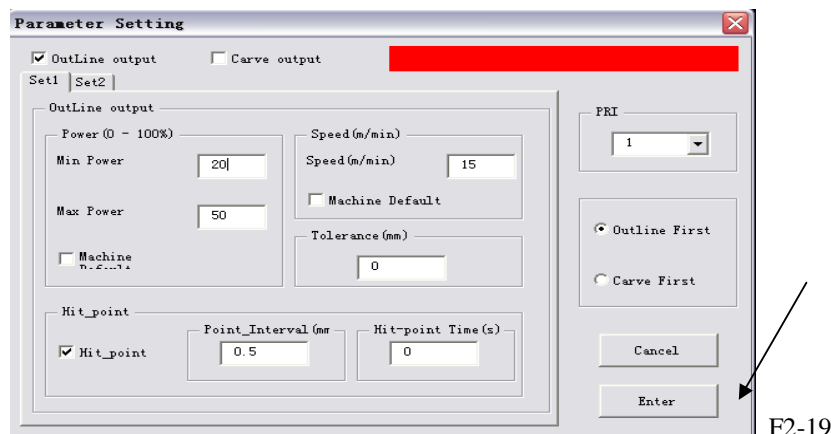 Parameter Setting
OutLine output
Carve output
Set1 Set2
OutLine output
Power(0 - 100%)
Min Power 20
Max Power 50
Machine
Speed(m/min)
Speed(m/min) 15
Machine Default
Tolerance(mm)
0
Hit_point
Hit_point
Point_Interval(mm
0.5
Hit-point Time(s)
0
PRI
1
Outline First
Carve First
Cancel
Enter
F2-19